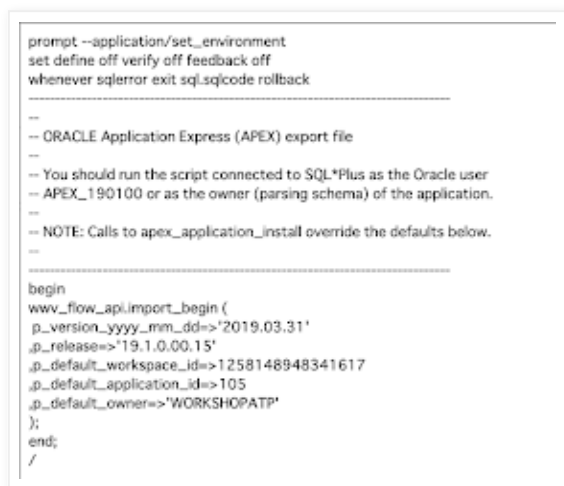 prompt --application/set_environment
set define off verify off feedback off
whenever sqlerror exit sql.sqlcode rollback
--------------------------------------------------------------------------------
--
-- ORACLE Application Express (APEX) export file
--
-- You should run the script connected to SQL*Plus as the Oracle user
-- APEX_190100 or as the owner (parsing schema) of the application.
--
-- NOTE: Calls to apex_application_install override the defaults below.
--
--------------------------------------------------------------------------------
begin
wwv_flow_api.import_begin (
p_version_yyyy_mm_dd=>'2019.03.31'
,p_release=>'19.1.0.00.15'
,p_default_workspace_id=>1258148948341617
,p_default_application_id=>105
,p_default_owner=>'WORKSHOPATP'
);
end;
/